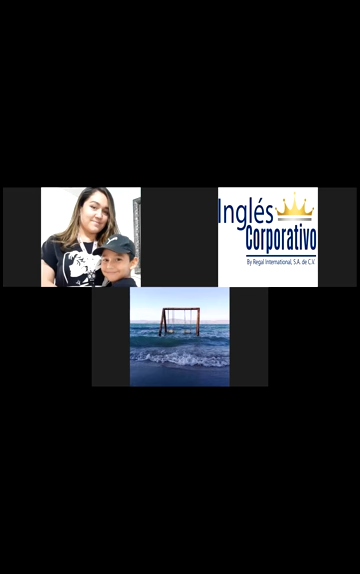 Inglés
Corporativo
By Regal International, S.A. de C.V.